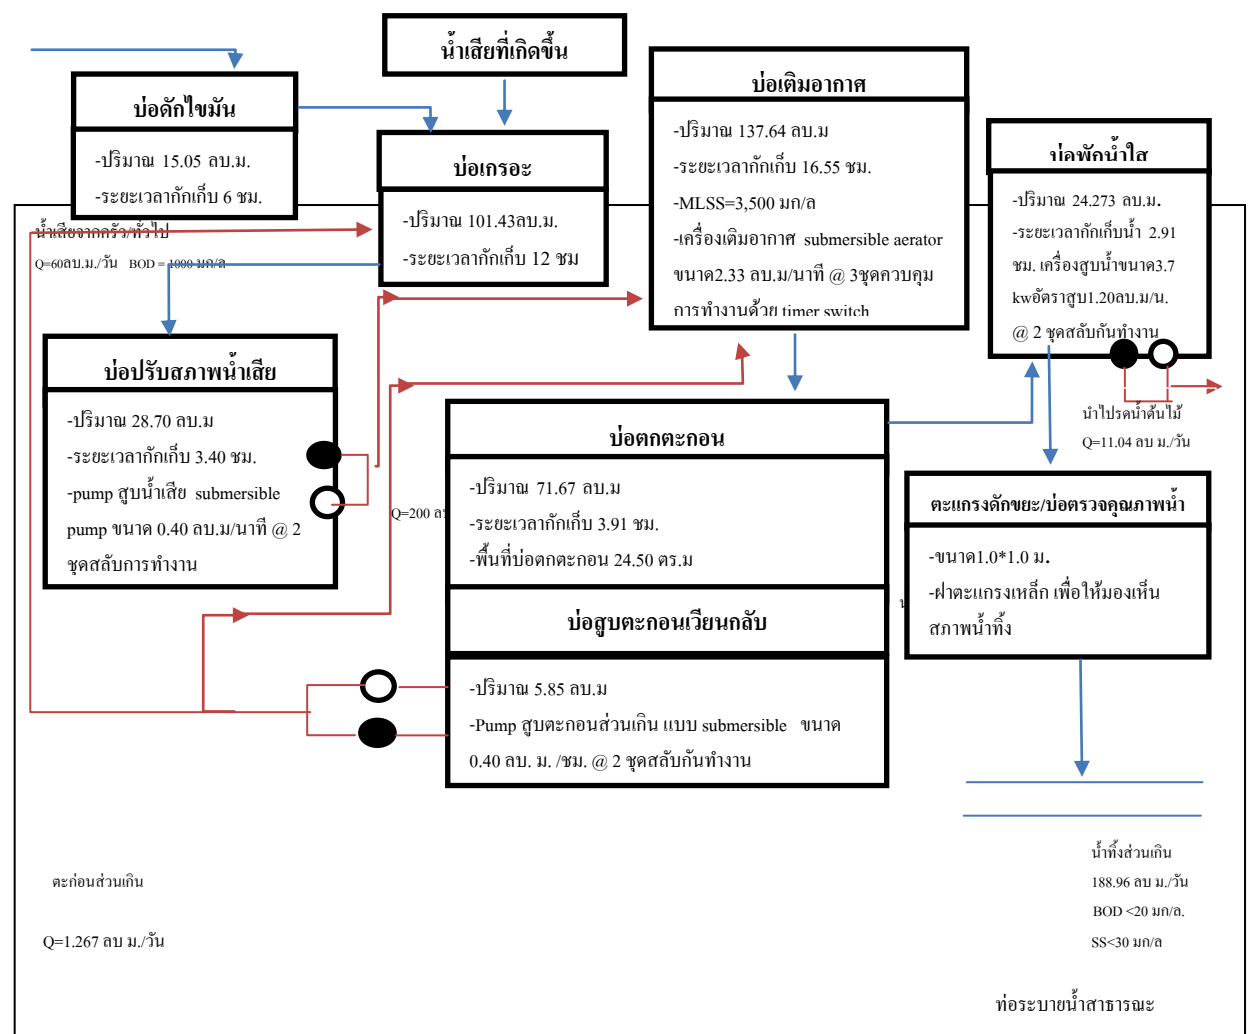 น้ำเสียที่เกิดขึ้น
บ่อดักไขมัน
-ปริมาณ 15.05 ลบ.ม.
-ระยะเวลากักเก็บ 6 ชม.
น้ำเสียจากครัว/ทั่วไป
Q=60ลบ.ม./วัน BOD = 1000 มก/ล
บ่อเกรอะ
-ปริมาณ 101.43ลบ.ม.
-ระยะเวลากักเก็บ 12 ชม
บ่อเติมอากาศ
-ปริมาณ 137.64 ลบ.ม
-ระยะเวลากักเก็บ 16.55 ชม.
-MLSS=3,500 มก/ล
-เครื่องเติมอากาศ submersible aerator
ขนาด2.33 ลบ.ม/นาที @ 3ชุดควบคุม
การทำงานด้วย timer switch
บ่อพักน้ำใส
-ปริมาณ 24.273 ลบ.ม.
-ระยะเวลากักเก็บน้ำ 2.91
ชม. เครื่องสูบน้ำขนาด3.7
kwอัตราสูบ1.20ลบ.ม/น.
@ 2 ชุดสลับกันทำงาน
นำไปรดน้ำต้นไม้
Q=11.04 ลบ ม./วัน
บ่อปรับสภาพน้ำเสีย
-ปริมาณ 28.70 ลบ.ม
-ระยะเวลากักเก็บ 3.40 ชม.
-pump สูบน้ำเสีย submersible
pump ขนาด 0.40 ลบ.ม/นาที @ 2
ชุดสลับการทำงาน
Q=200
บ่อตกตะกอน
-ปริมาณ 71.67 ลบ.ม
-ระยะเวลากักเก็บ 3.91 ชม.
-พื้นที่บ่อตกตะกอน 24.50 ตร.ม
บ่อสูบตะกอนเวียนกลับ
-ปริมาณ 5.85 ลบ.ม
-Pump สูบตะกอนส่วนเกิน แบบ submersible ขนาด
0.40 ลบ. ม. /ชม. @ 2 ชุดสลับกันทำงาน
ตะแกรงดักขยะ/บ่อตรวจคุณภาพน้ำ
-ขนาด1.0*1.0 ม.
-ฝาตะแกรงเหล็ก เพื่อให้มองเห็น
สภาพน้ำทิ้ง
ตะก่อนส่วนเกิน
Q=1.267 ลบ ม./วัน
น้ำทิ้งส่วนเกิน
188.96 ลบ ม./วัน
BOD <20 มก/ล.
SS<30 มก/ล
ท่อระบายน้ำสาธารณะ